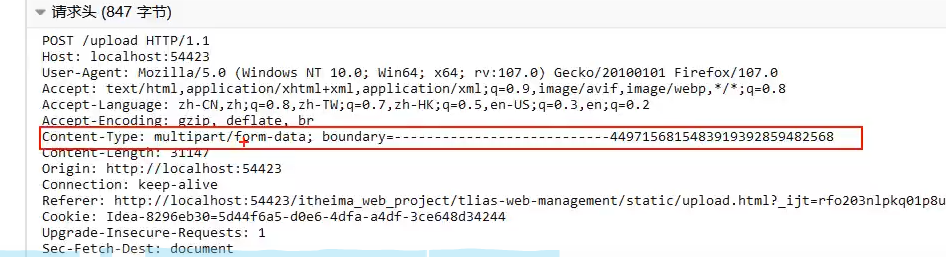 请求头 (847 字节)
POST /upload HTTP/1.1
Host: localhost:54423
User-Agent: Mozilla/5.0 (Windows NT 10.0; Win64; x64; rv:107.0) Gecko/20100101 Firefox/107.0
Accept: text/html,application/xhtml+xml,application/xml;q=0.9,image/avif,image/webp,*/*;q=0.8
Accept-Language: zh-CN,zh;q=0.8,zh-TW;q=0.7,zh-HK;q=0.5,en-US;q=0.3,en;q=0.2
Accept-Encoding: gzip, deflate, br
Content-Type: multipart/form-data; boundary=---------------------------4497156815483919392859482568
Content-Length: 31147
Origin: http://localhost:54423
Connection: keep-alive
Referer: http://localhost:54423/itheima_web_project/tlias-web-management/static/upload.html?_ijt=rfo203nlpkq01p8u
Cookie: Idea-8296eb30=5d44f6a5-d0e6-4dfa-a4df-3ce648d34244
Upgrade-Insecure-Requests: 1
Sec-Fetch-Dest: document